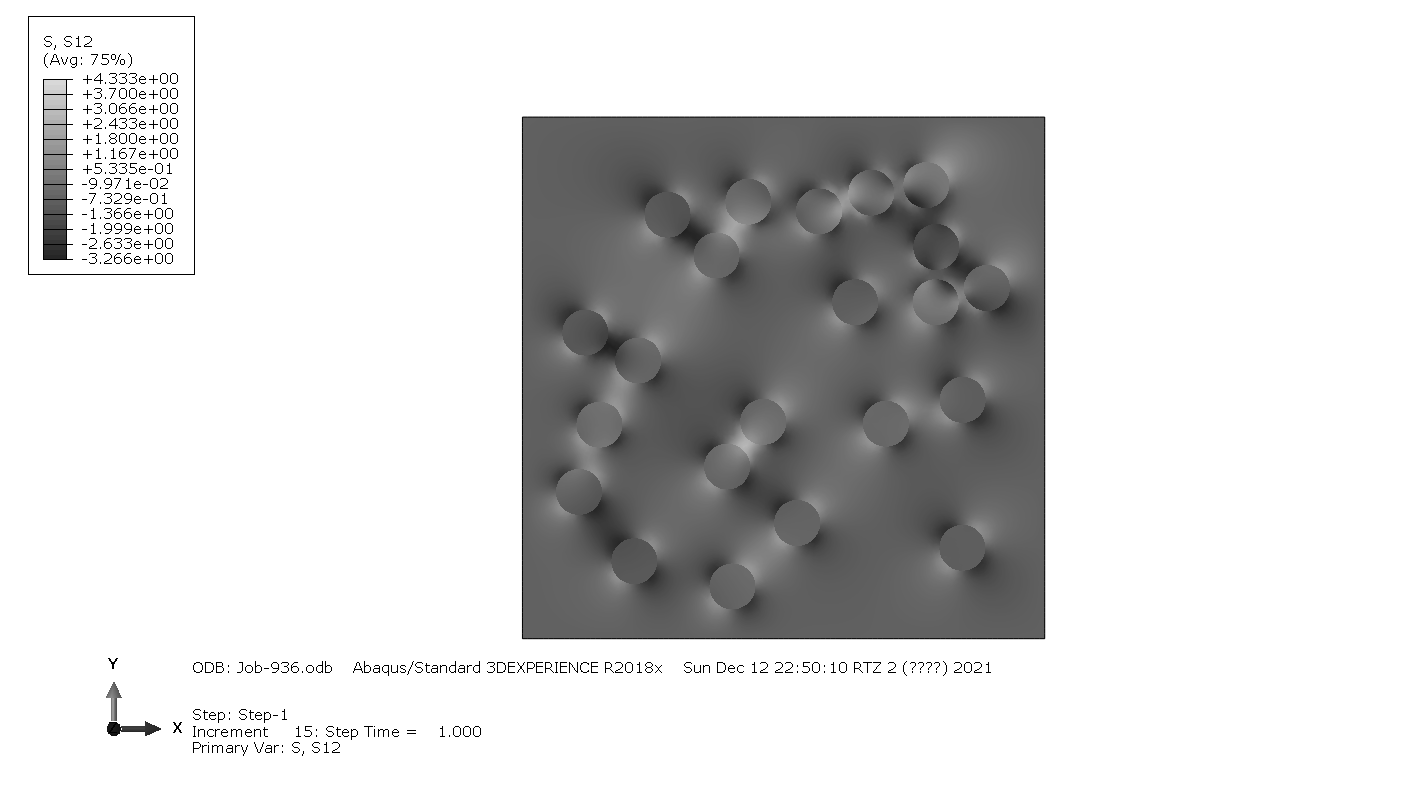 S, S12
(Avg: 75%)
+4.333e+00
+3.700e+00
+3.066e+00
+2.433e+00
+1.800e+00
+1.167e+00
+5.335e-01
-9.971e-02
-7.329e-01
-1.366e+00
-1.999e+00
-2.633e+00
-3.266e+00
Y
X
ODB: Job-936.odb    Abaqus/Standard 3DEXPERIENCE R2018x    Sun Dec 12 22:50:10 RTZ 2 (????) 2021
Step: Step-1
Increment     15: Step Time =    1.000
Primary Var: S, S12